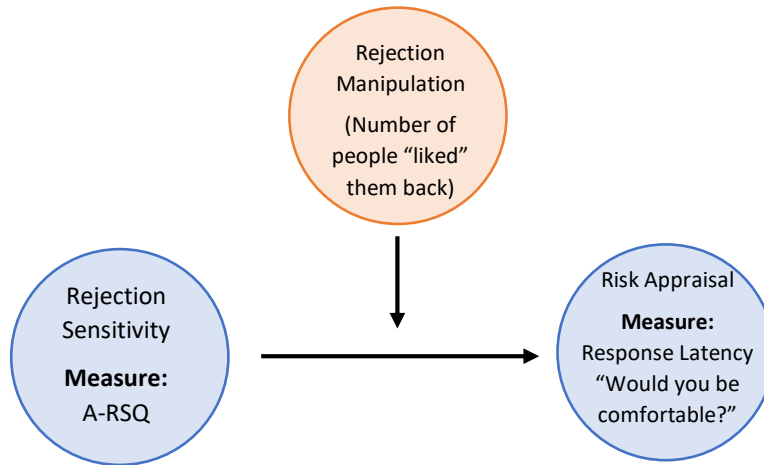 Rejection
Manipulation
(Number of
people “liked”
them back)
Rejection
Sensitivity
Measure:
A-RSQ
Risk Appraisal
Measure:
Response Latency
“Would you be
comfortable?”